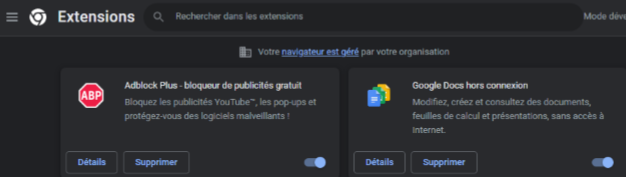 Extensions
Rechercher dans les extensions
Mode déve
Votre navigateur est géré par votre organisation
ABP
Adblock Plus - bloqueur de publicités gratuit
Bloquez les publicités YouTube™, les pop-ups et
protégez-vous des logiciels malveillants !
Détails
Supprimer
Google Docs hors connexion
Modifiez, créez et consultez des documents,
feuilles de calcul et présentations, sans accès à
Internet.
Détails
Supprimer